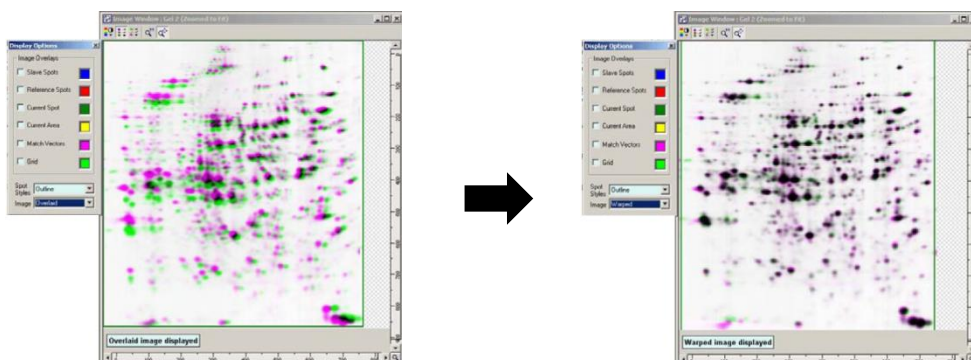 Image Window : Gel 2 (Zoomed to Fit)
Display Options
Image Overlays
Slave Spots
Reference Spots
Current Spot
Current Area
Match Vectors
Grid
Spot Styles Outline
Image Overlaid
Overlaid image displayed
Image Window : Gel 2 (Zoomed to Fit)
Display Options
Image Overlays
Slave Spots
Reference Spots
Current Spot
Current Area
Match Vectors
Grid
Spot Styles Outline
Image Warped
Warped image displayed